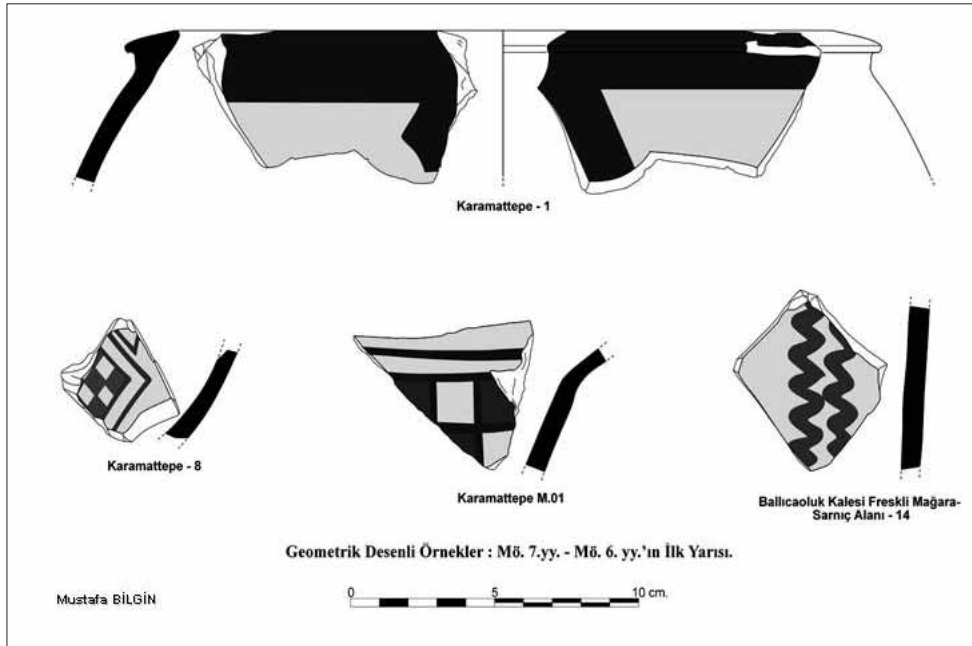 Karamattepe - 1
Karamattepe - 8
Karamattepe M.01
Ballıcaoluk Kalesi Freskli Mağara-
Sarnıç Alanı - 14
Geometrik Desenli Örnekler : Mö. 7.yy. - Mö. 6. yy.'ın İlk Yarısı.
Mustafa BİLGİN
0 5 10 cm.